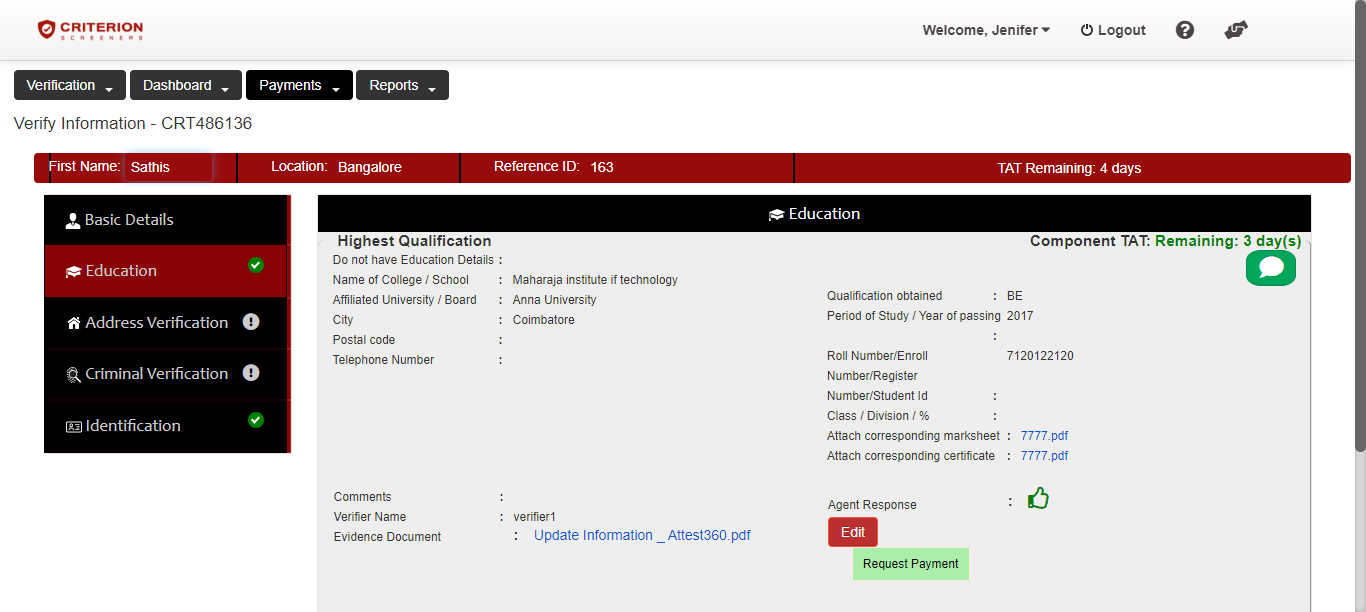 CRITERION
SCREENERS
Welcome, Jenifer
Logout
Verification
Dashboard
Payments
Reports
Verify Information - CRT486136
First Name: Sathis
Location: Bangalore
Reference ID: 163
TAT Remaining: 4 days
Basic Details
Education
Address Verification
Criminal Verification
Identification
Education
Highest Qualification
Component TAT: Remaining: 3 day(s)
Do not have Education Details :
Name of College / School : Maharaja institute if technology
Affiliated University / Board : Anna University
City : Coimbatore
Postal code :
Telephone Number :
Qualification obtained : BE
Period of Study / Year of passing 2017
:
Roll Number/Enroll 7120122120
Number/Register
Number/Student Id :
Class / Division / % :
Attach corresponding marksheet : 7777.pdf
Attach corresponding certificate : 7777.pdf
Comments :
Verifier Name : verifier1
Evidence Document : Update Information _ Attest360.pdf
Agent Response :
Edit
Request Payment